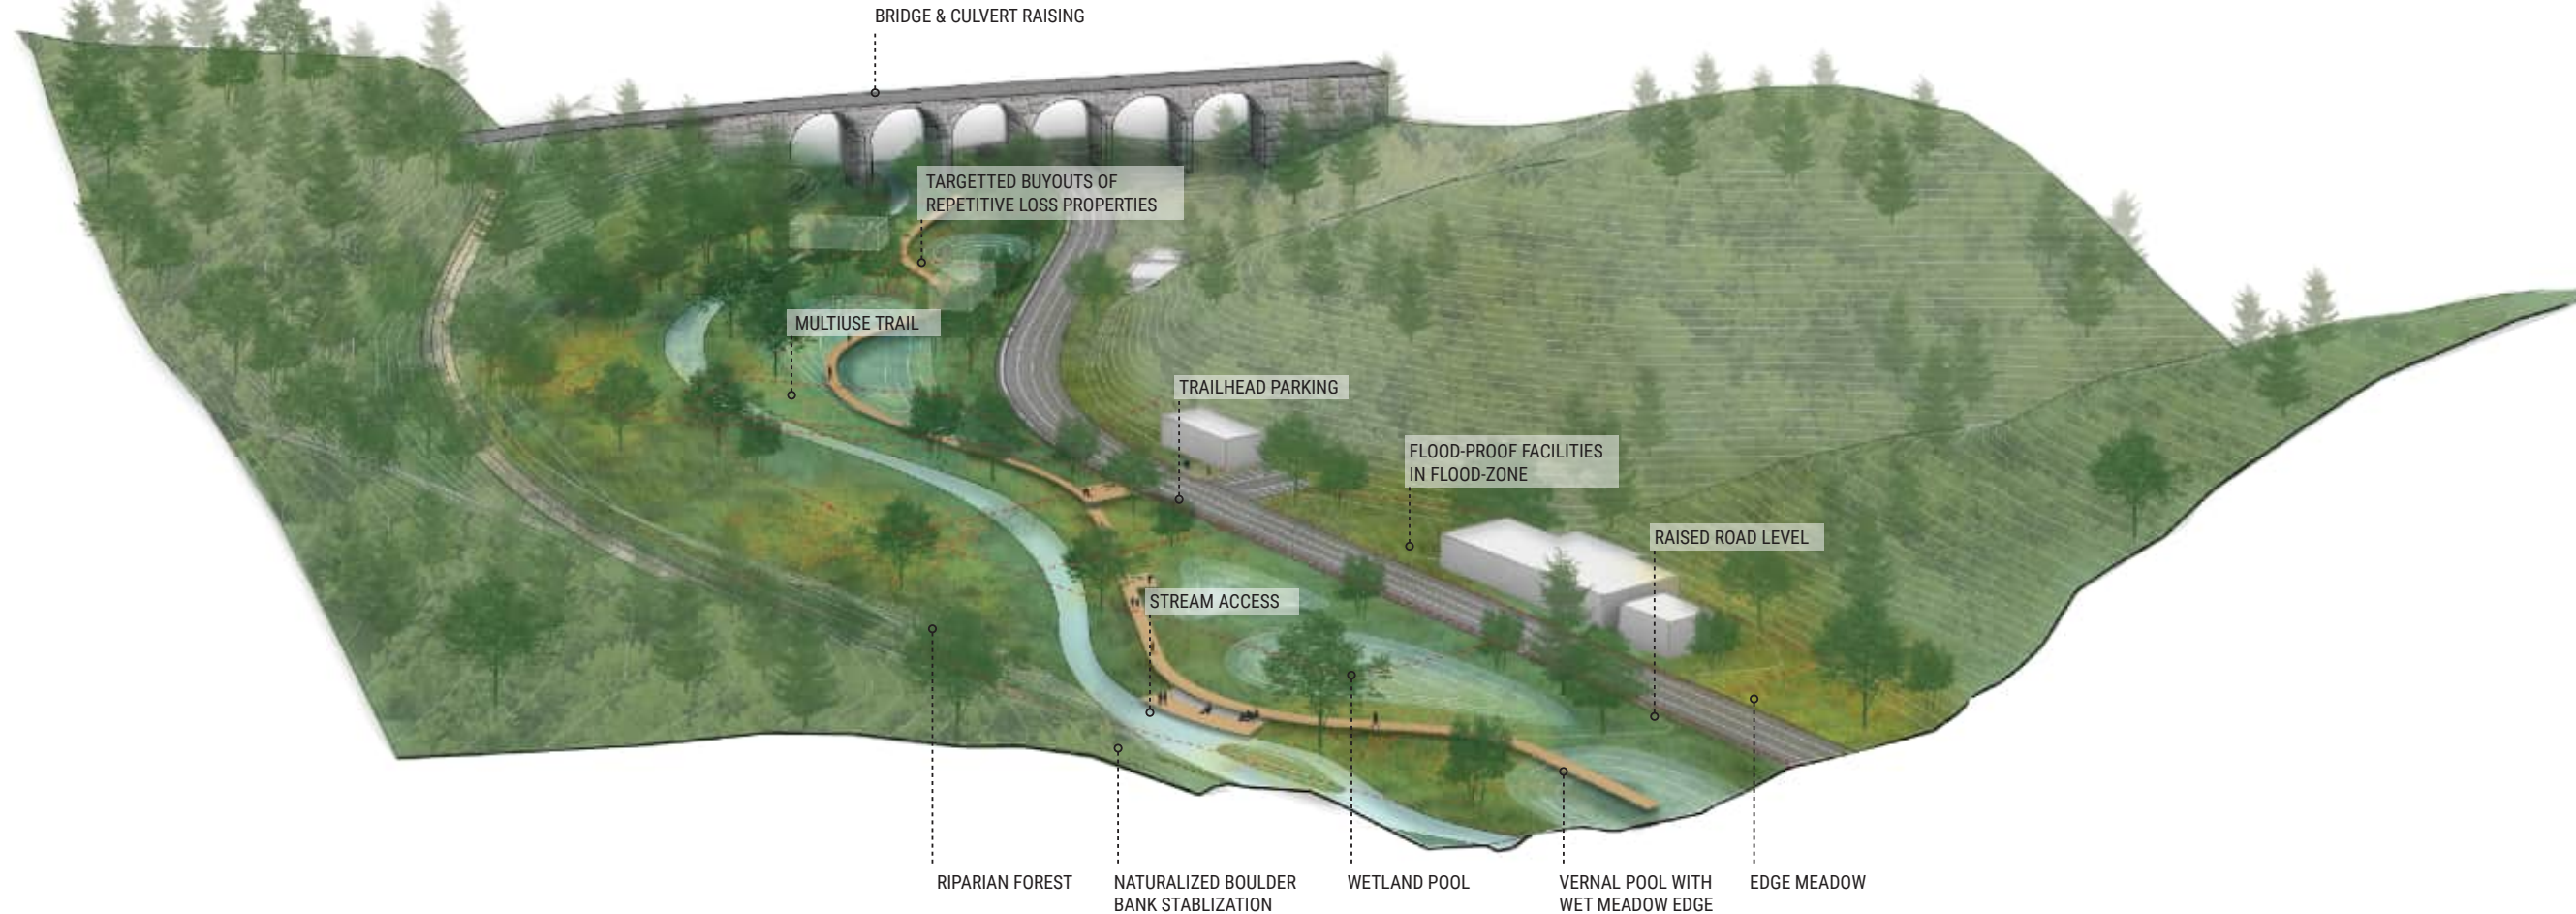 BRIDGE & CULVERT RAISING
TARGETTED BUYOUTS OF
REPETITIVE LOSS PROPERTIES
MULTIUSE TRAIL
TRAILHEAD PARKING
FLOOD-PROOF FACILITIES
IN FLOOD-ZONE
RAISED ROAD LEVEL
STREAM ACCESS
RIPARIAN FOREST
NATURALIZED BOULDER
BANK STABLIZATION
WETLAND POOL
VERNAL POOL WITH
WET MEADOW EDGE
EDGE MEADOW